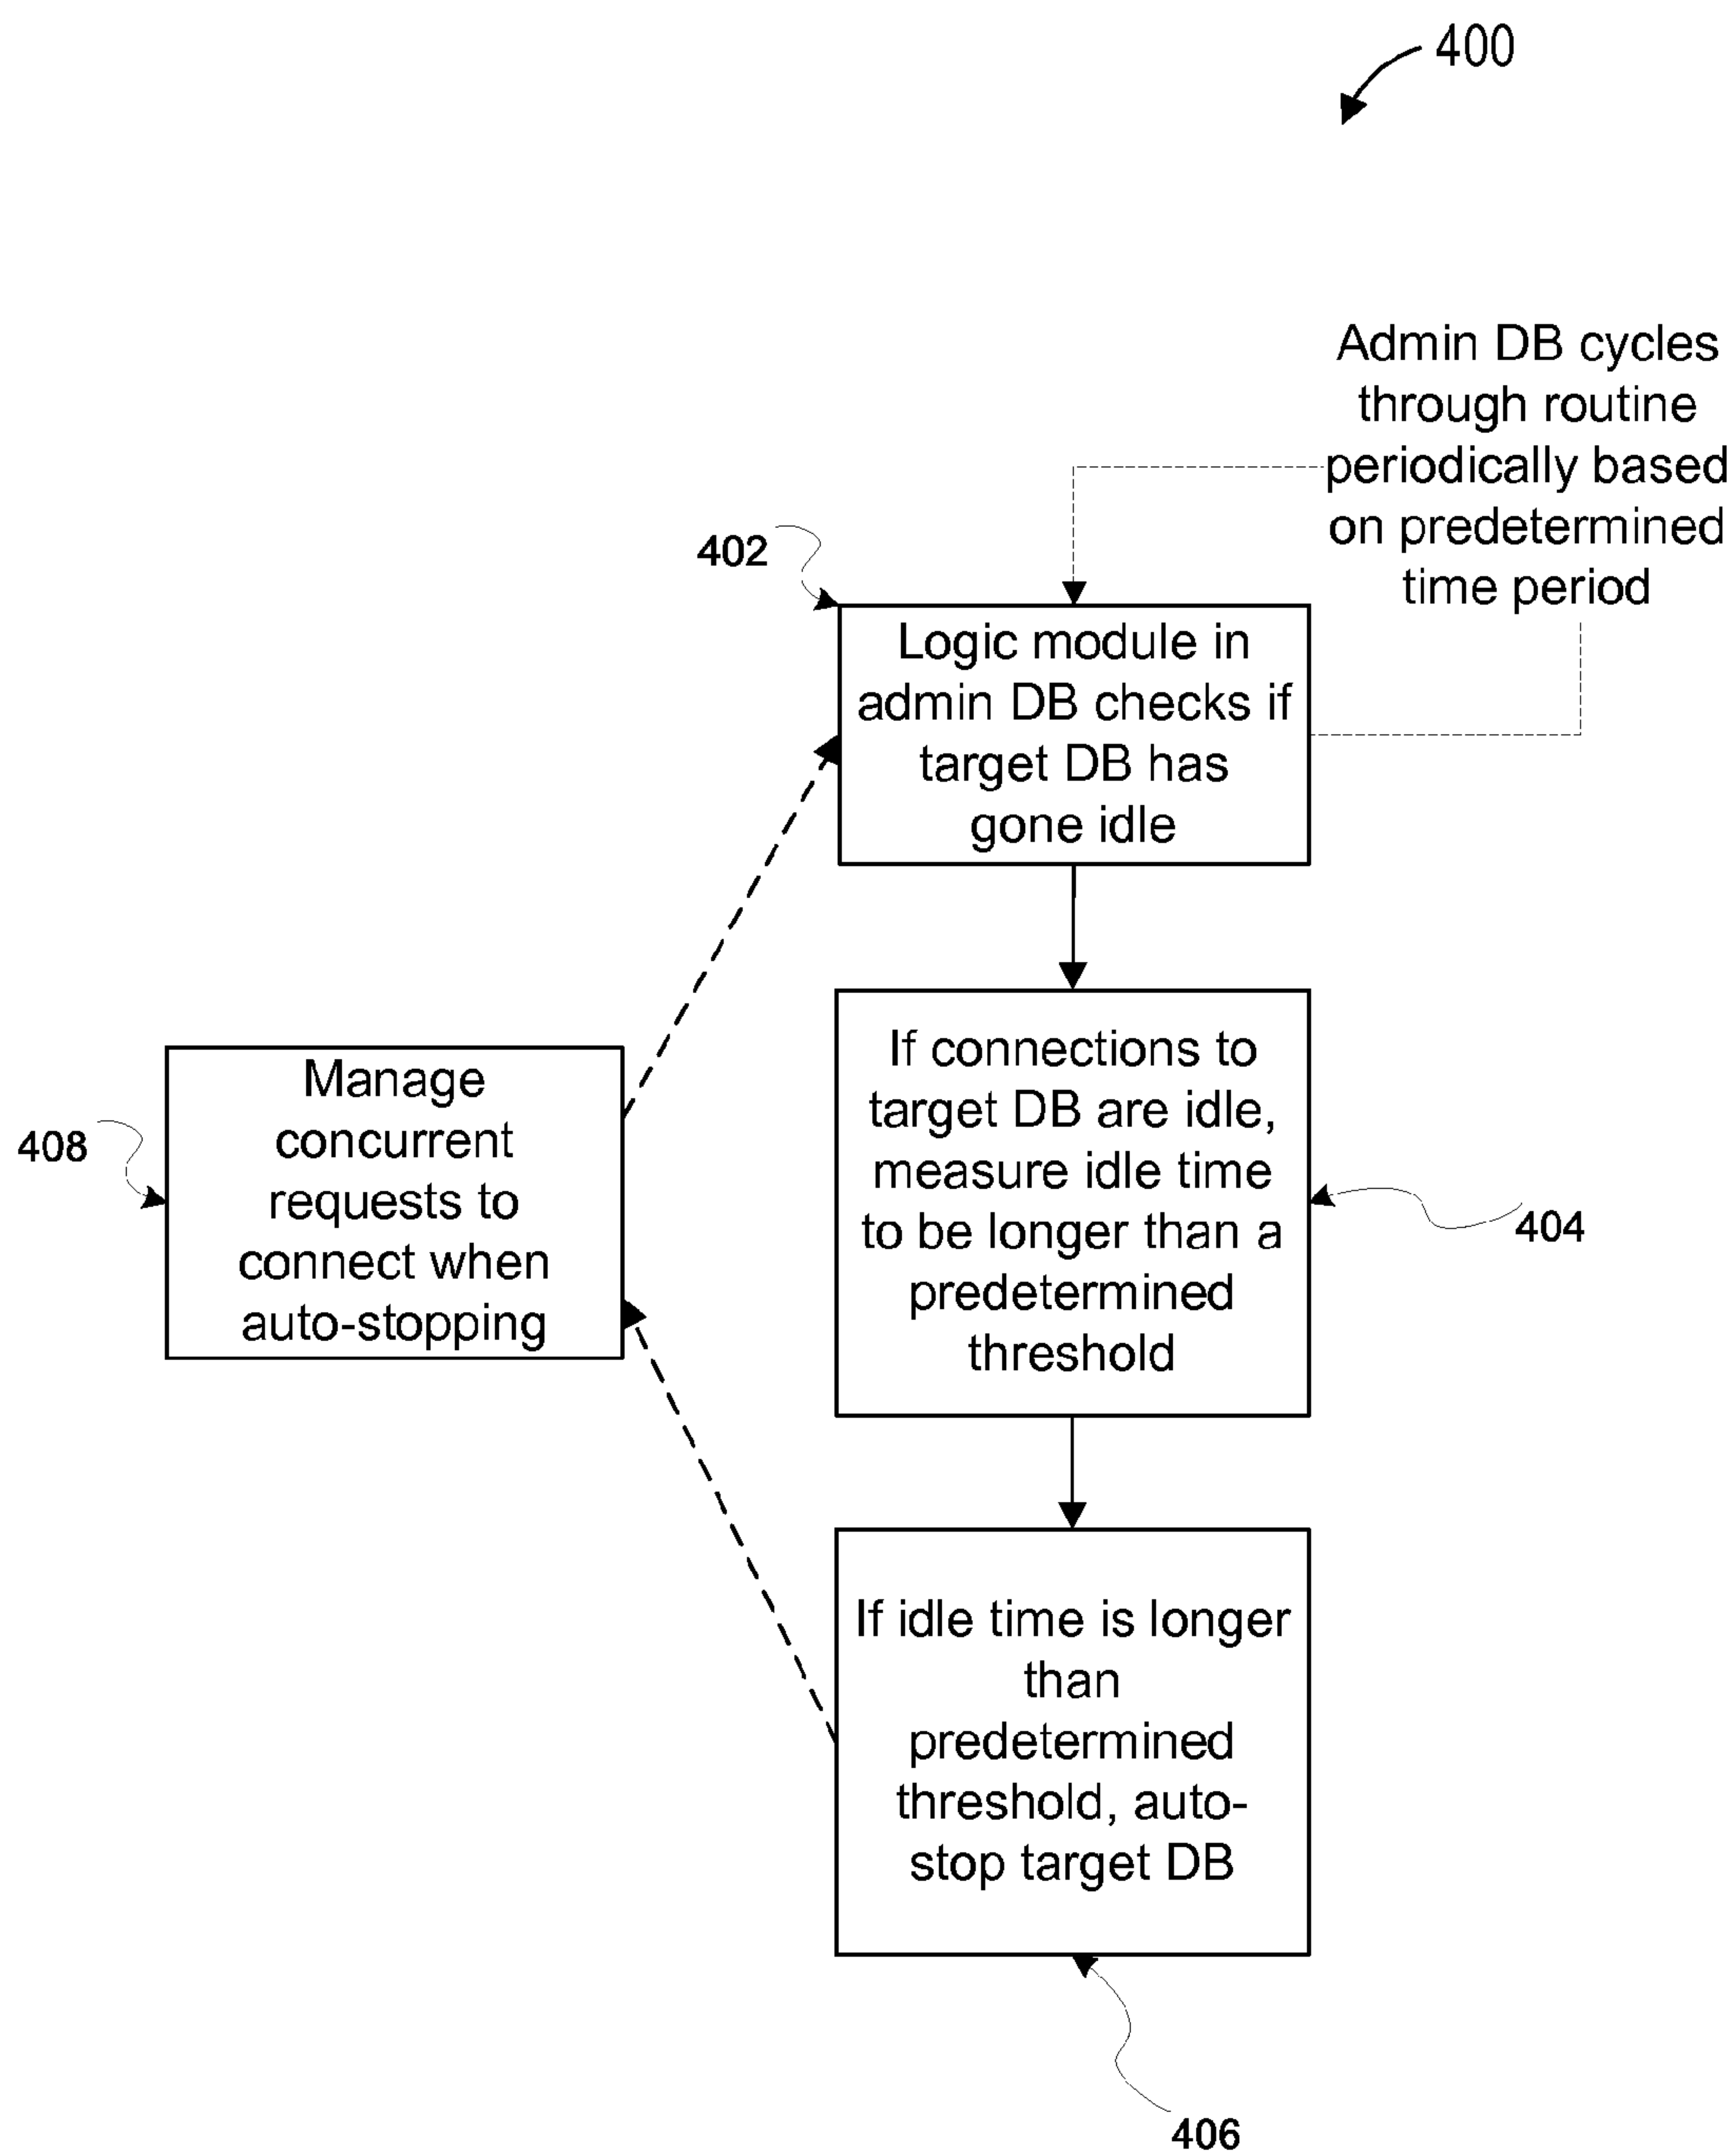 400
Admin DB cycles
through routine
periodically based
on predetermined
time period
402
Logic module in
admin DB checks if
target DB has
gone idle
If connections to
target DB are idle,
measure idle time
to be longer than a
predetermined
threshold
404
Manage
concurrent
requests to
connect when
auto-stopping
408
If idle time is longer
than
predetermined
threshold, auto-
stop target DB
406